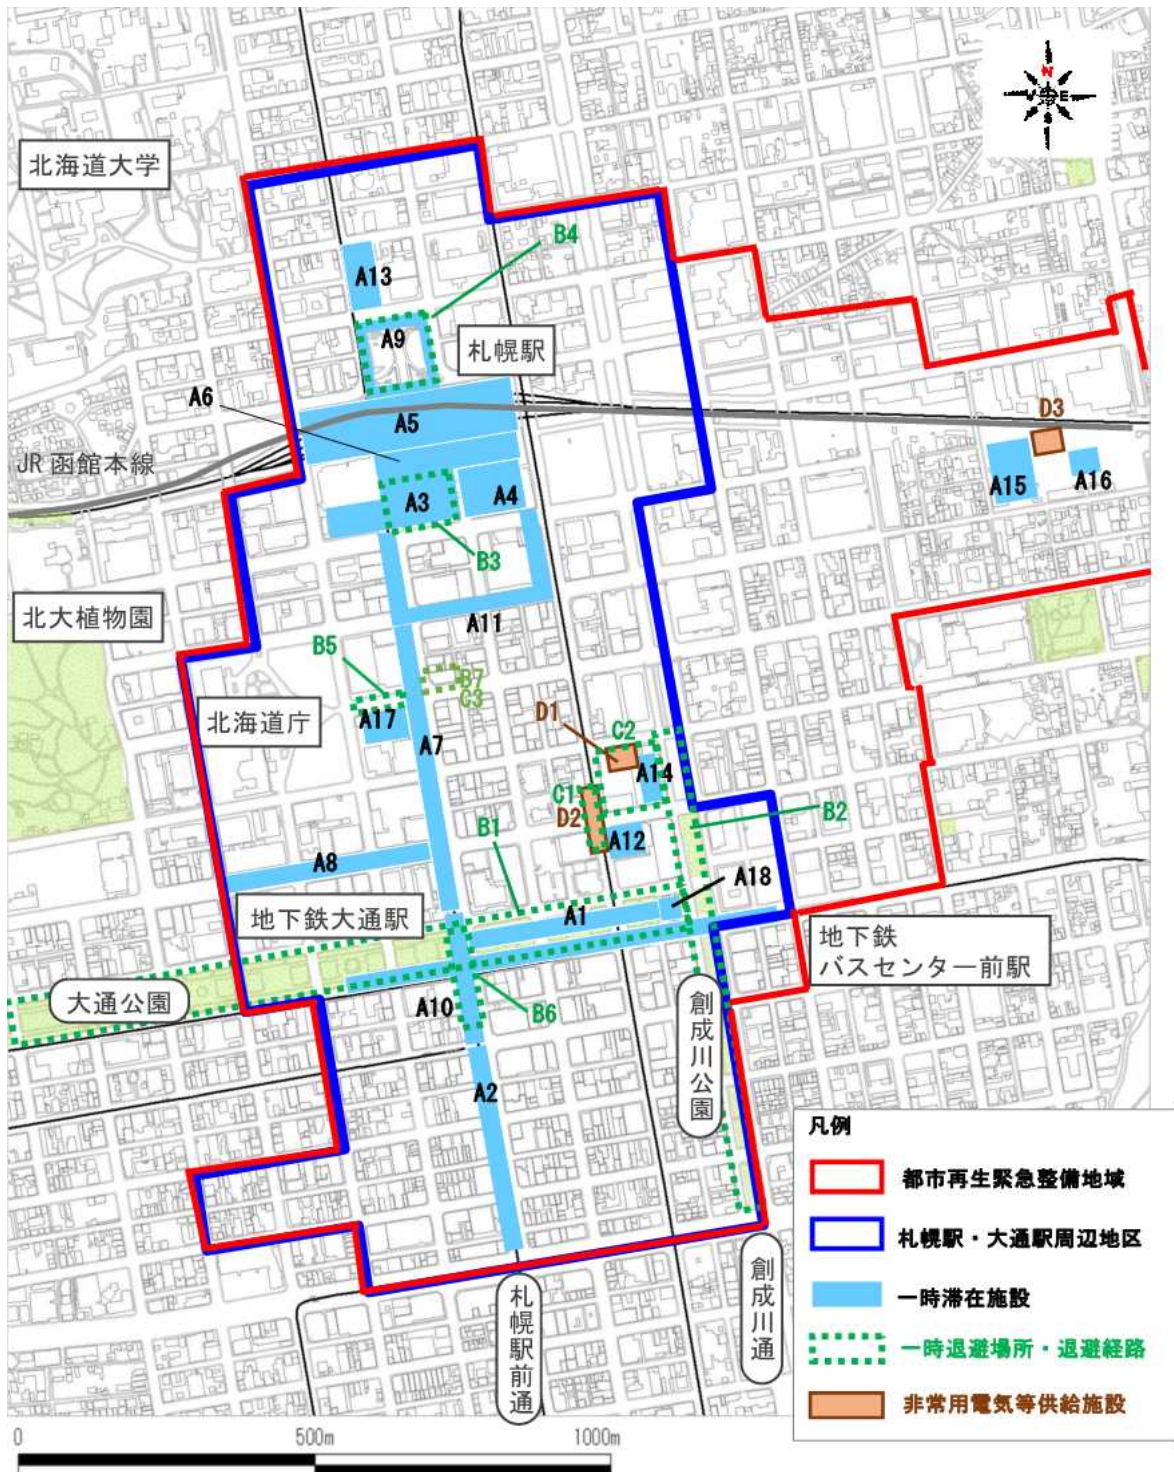 N
W
E
S
北海道大学
B4
A13
A9
札幌駅
A6
D3
A5
JR 函館本線
A3
A4
A15
A16
B3
北大植物園
A11
B5
B7
C3
北海道庁
A17
D1
C2
A7
A14
C1
D2
B1
B2
A12
A8
A18
地下鉄大通駅
A1
地下鉄
バスセンター前駅
大通公園
A10
B6
創成川公園
A2
凡例
都市再生緊急整備地域
札幌駅・大通駅周辺地区
一時滞在施設
一時退避場所・退避経路
非常用電気等供給施設
創成川通
札幌駅前通
0
500m
1000m